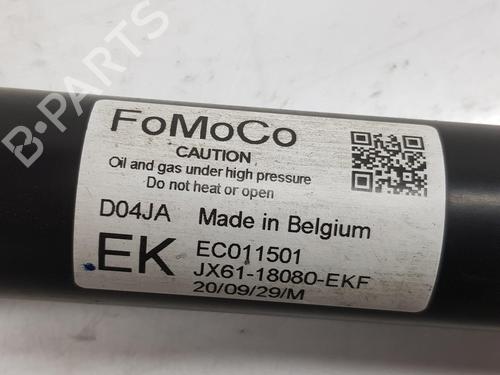 FoMoCo
CAUTION
Oil and gas under high pressure
Do not heat or open
D04JA Made in Belgium
EK EC011501
JX61-18080-EKF
20/09/29/M
B-PARTS